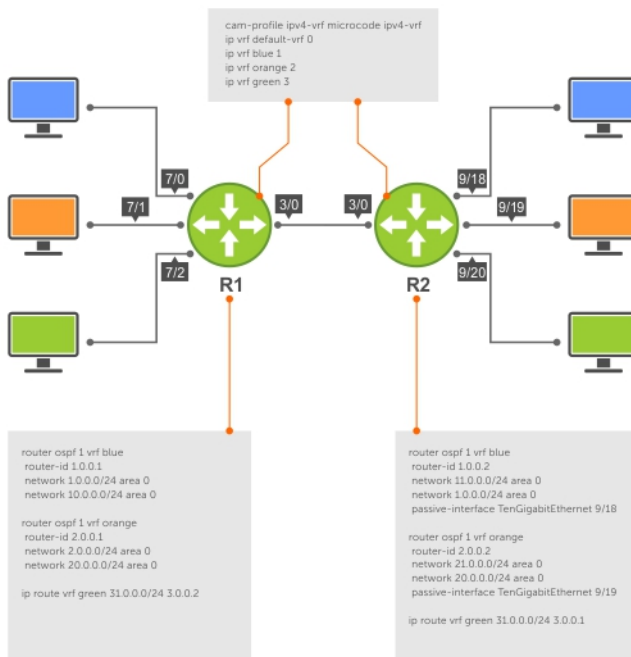 cam-profile ipv4-vrf microcode ipv4-vrf
ip vrf default-vrf 0
ip vrf blue 1
ip vrf orange 2
ip vrf green 3
7/0
9/18
7/1
3/0
3/0
9/19
7/2
9/20
R1
R2
router ospf 1 vrf blue
router-id 1.0.0.1
network 1.0.0.0/24 area 0
network 10.0.0.0/24 area 0
router ospf 1 vrf orange
router-id 2.0.0.1
network 2.0.0.0/24 area 0
network 20.0.0.0/24 area 0
ip route vrf green 31.0.0.0/24 3.0.0.2
router ospf 1 vrf blue
router-id 1.0.0.2
network 11.0.0.0/24 area 0
network 1.0.0.0/24 area 0
passive-interface TenGigabitEthernet 9/18
router ospf 1 vrf orange
router-id 2.0.0.2
network 21.0.0.0/24 area 0
network 20.0.0.0/24 area 0
passive-interface TenGigabitEthernet 9/19
ip route vrf green 31.0.0.0/24 3.0.0.1